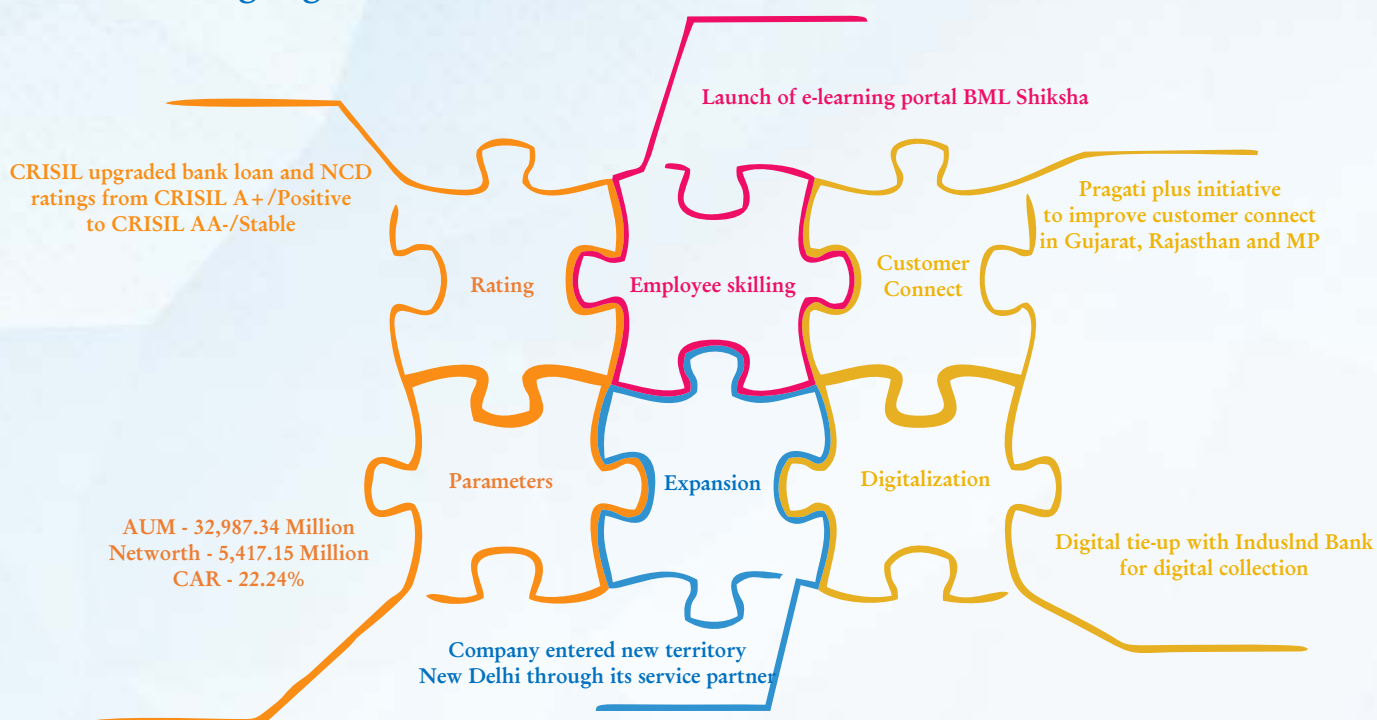 Launch of e-learning portal BML Shiksha
CRISIL upgraded bank loan and NCD
ratings from CRISIL A+/Positive
to CRISIL AA-/Stable
Pragati plus initiative
to improve customer connect
in Gujarat, Rajasthan and MP
Rating
Employee skilling
Customer
Connect
Parameters
Expansion
Digitalization
AUM - 32,987.34 Million
Networth - 5,417.15 Million
CAR - 22.24%
Digital tie-up with IndusInd Bank
for digital collection
Company entered new territory
New Delhi through its service partner